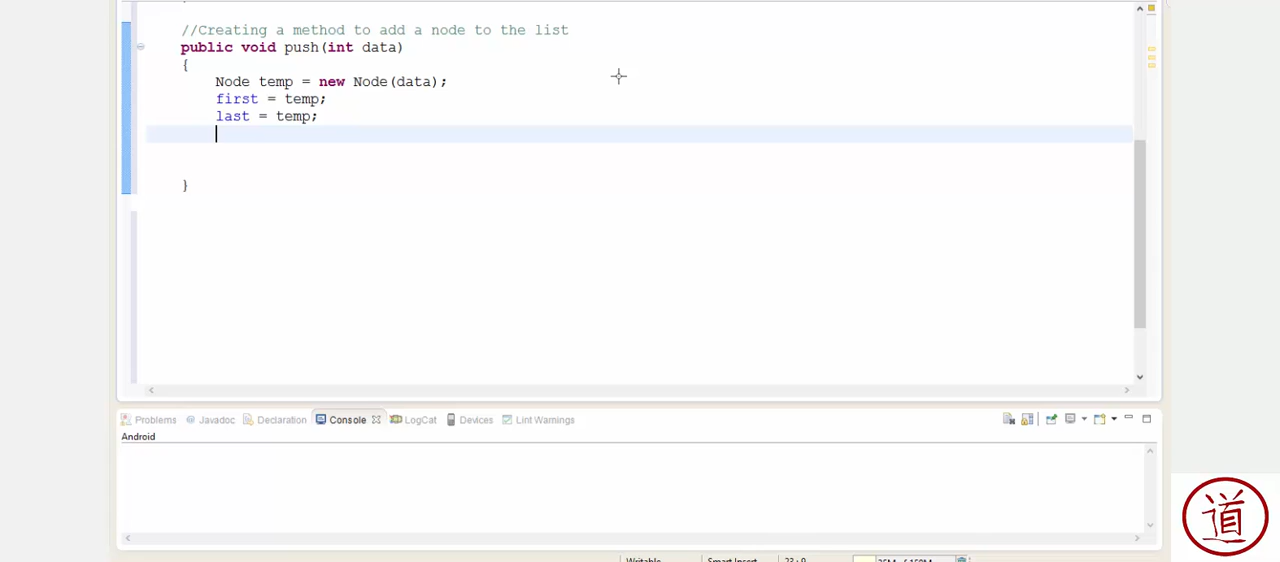 //Creating a method to add a node to the list
public void push(int data)
{
Node temp = new Node(data);
first = temp;
last = temp;
}
Problems Javadoc Declaration Console LogCat Devices Lint Warnings
Android
道
Writable Smart Insert